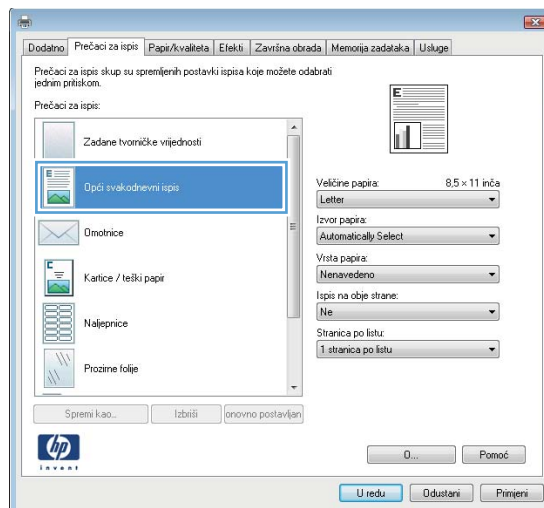 Dodatno Prečaci za ispis Papir/kvaliteta Efekti Završna obrada Memorija zadataka Usluge
Prečaci za ispis skup su spremljenih postavki ispisa koje možete odabrati
jednim pritiskom.
Prečaci za ispis:
Zadane tvorničke vrijednosti
Opći svakodnevni ispis
Omotnice
Kartice / teški papir
Naljepnice
Prozirne folije
Spremi kao... Izbriši onovno postavljan
E
Veličine papira: 8,5 × 11 inča
Letter
Izvor papira:
Automatically Select
Vrsta papira:
Nenavedeno
Ispis na obje strane:
Ne
Stranica po listu:
1 stranica po listu
hp
invent
O... Pomoć
U redu Odustani Primijeni